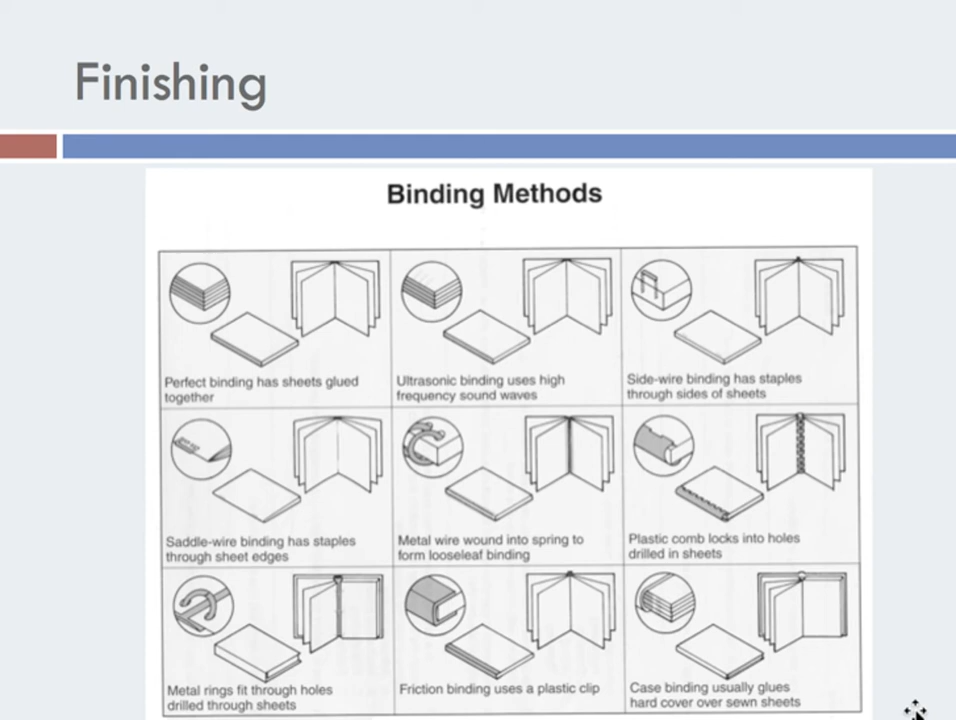 Finishing
Binding Methods
Perfect binding has sheets glued
together
Ultrasonic binding uses high
frequency sound waves
Side-wire binding has staples
through sides of sheets
Saddle-wire binding has staples
through sheet edges
Metal wire wound into spring to
form looseleaf binding
Plastic comb locks into holes
drilled in sheets
Metal rings fit through holes
drilled through sheets
Friction binding uses a plastic clip
Case binding usually glues
hard cover over sewn sheets